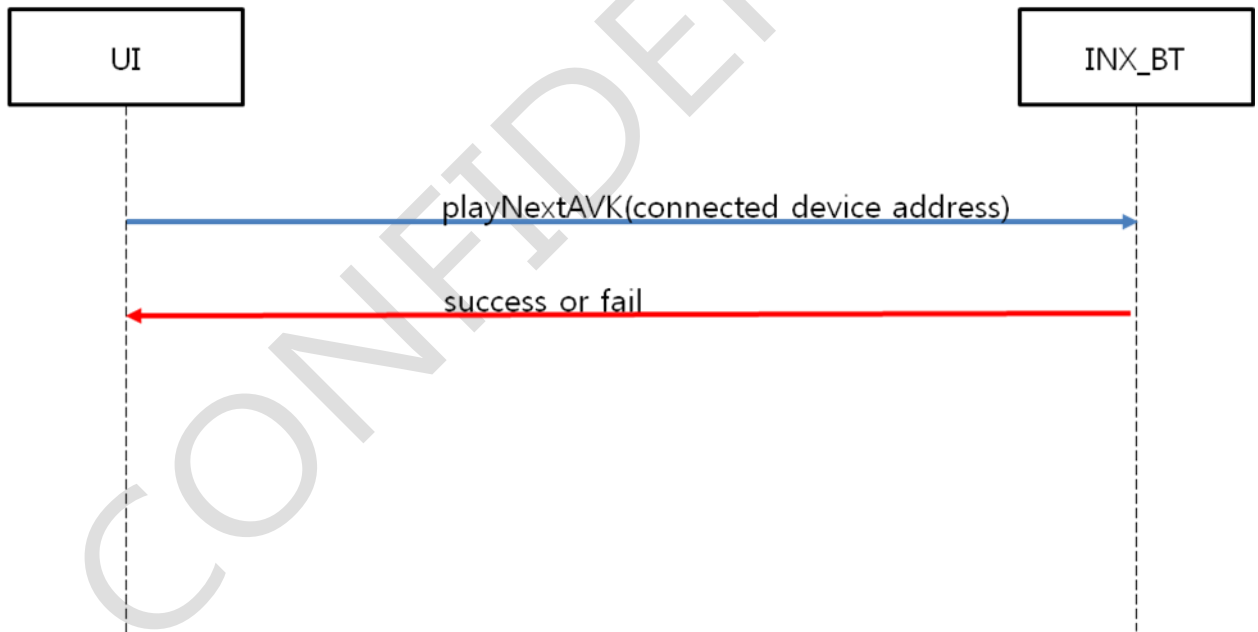 UI
INX_BT
playNextAVK(connected device address)
success or fail
CONFIDE